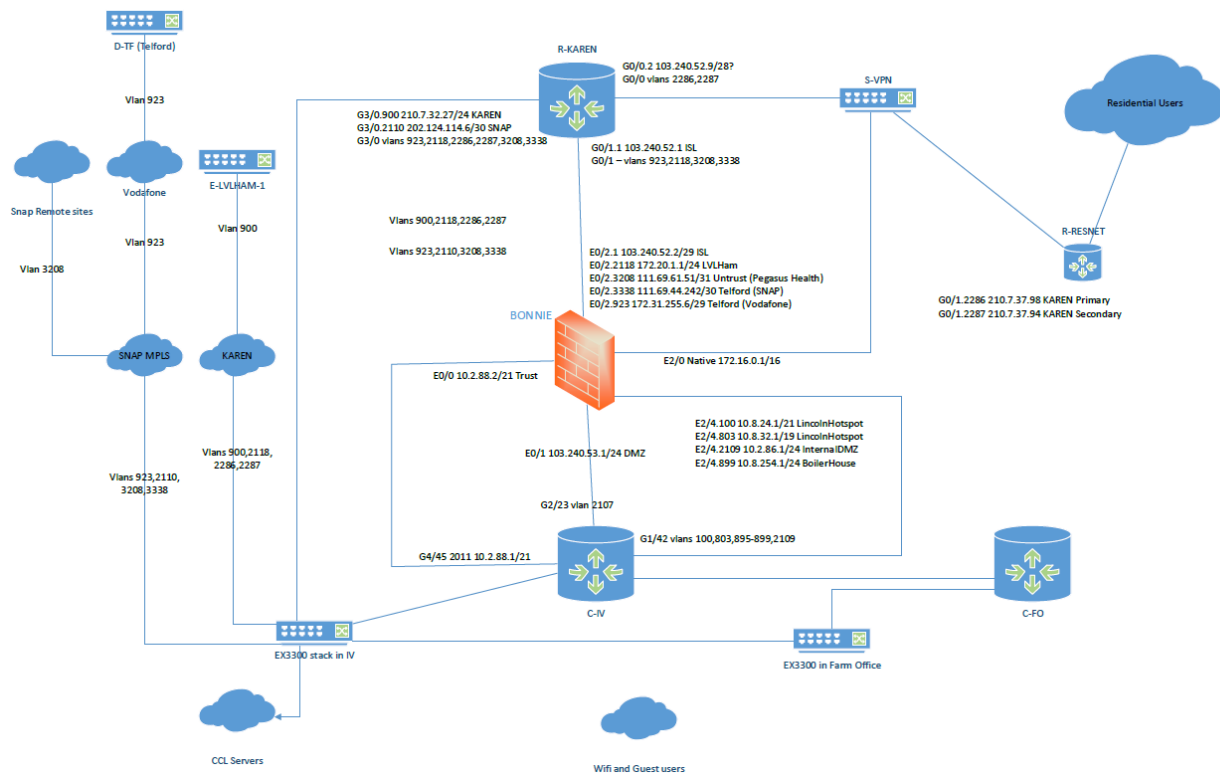 D-TF (Telford)
R-KAREN
G0/0.2 103.240.52.9/28?
G0/0 vlans 2286,2287
S-VPN
Residential Users
Vlan 923
G3/0.900 210.7.32.27/24 KAREN
G3/0.2110 202.124.114.6/30 SNAP
G3/0 vlans 923,2118,2286,2287,3208,3338
G0/1.1 103.240.52.1 ISL
G0/1 – vlans 923,2118,3208,3338
Snap Remote sites
Vodafone
E-LVLHAM-1
Vlans 900,2118,2286,2287
Vlan 900
Vlan 923
Vlans 923,2110,3208,3338
R-RESNET
Vlan 3208
E0/2.1 103.240.52.2/29 ISL
E0/2.2118 172.20.1.1/24 LVLHam
E0/2.3208 111.69.61.51/31 Untrust (Pegasus Health)
E0/2.3338 111.69.44.242/30 Telford (SNAP)
E0/2.923 172.31.255.6/29 Telford (Vodafone)
G0/1.2286 210.7.37.98 KAREN Primary
G0/1.2287 210.7.37.94 KAREN Secondary
BONNIE
SNAP MPLS
KAREN
E2/0 Native 172.16.0.1/16
E0/0 10.2.88.2/21 Trust
E2/4.100 10.8.24.1/21 LincolnHotspot
E2/4.803 10.8.32.1/19 LincolnHotspot
E2/4.2109 10.2.86.1/24 InternalDMZ
E2/4.899 10.8.254.1/24 BoilerHouse
Vlans 900,2118,
2286,2287
E0/1 103.240.53.1/24 DMZ
Vlans 923,2110,
3208,3338
G2/23 vlan 2107
G1/42 vlans 100,803,895-899,2109
G4/45 2011 10.2.88.1/21
C-IV
C-FO
EX3300 stack in IV
EX3300 in Farm Office
CCL Servers
Wifi and Guest users